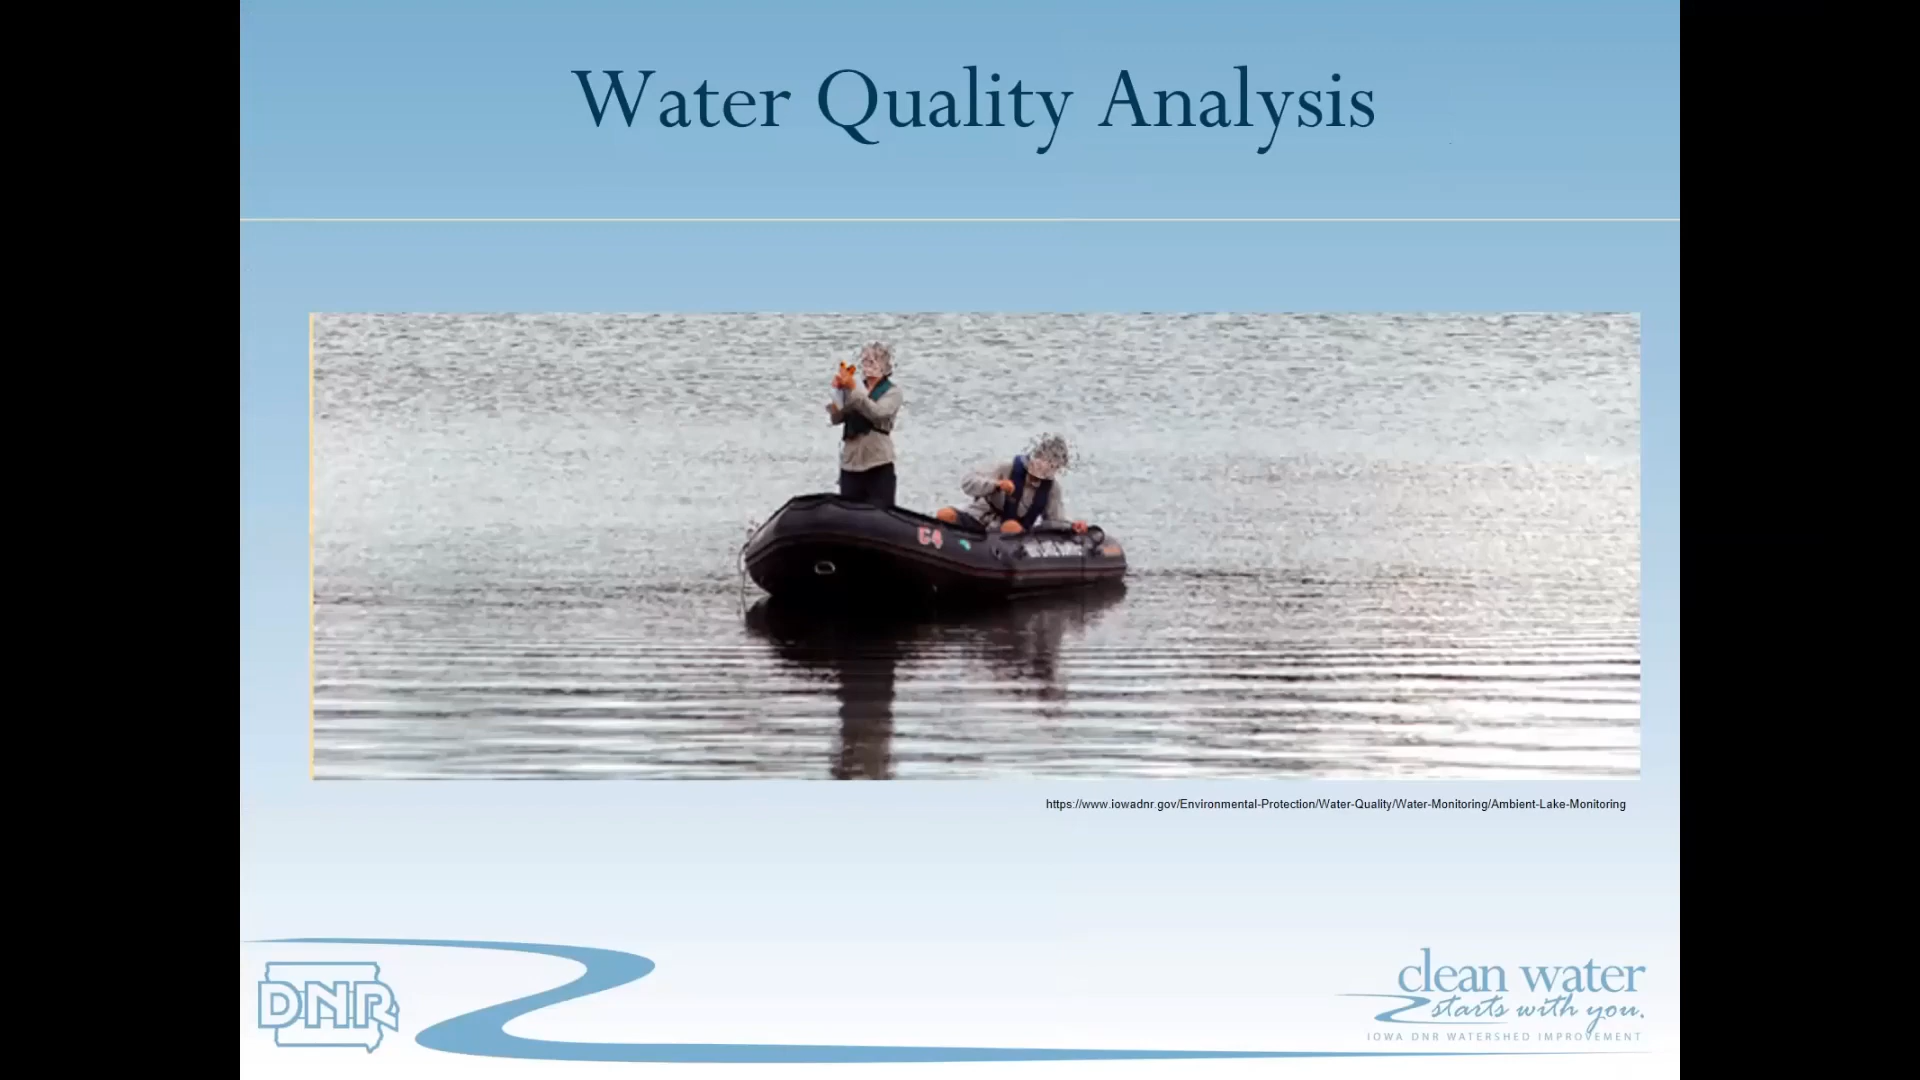 Water Quality Analysis
C4
https://www.iowadnr.gov/Environmental-Protection/Water-Quality/Water-Monitoring/Ambient-Lake-Monitoring
DNR
clean water
starts with you.
IOWA DNR WATERSHED IMPROVEMENT